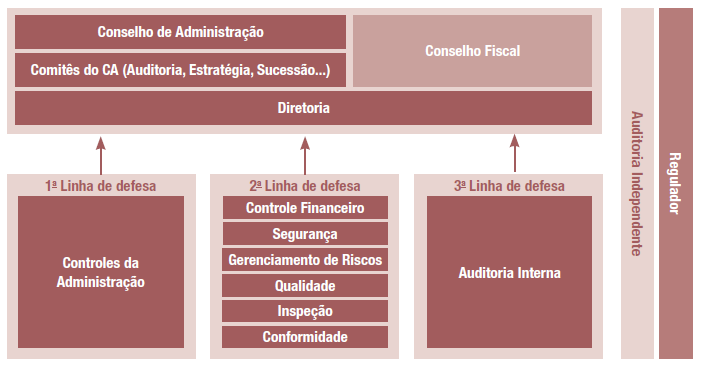 Conselho de Administração
Comitês do CA (Auditoria, Estratégia, Sucessão...)
Conselho Fiscal
Diretoria
1ª Linha de defesa
Controles da
Administração
2ª Linha de defesa
Controle Financeiro
Segurança
Gerenciamento de Riscos
Qualidade
Inspeção
Conformidade
3ª Linha de defesa
Auditoria Interna
Auditoria Independente
Regulador